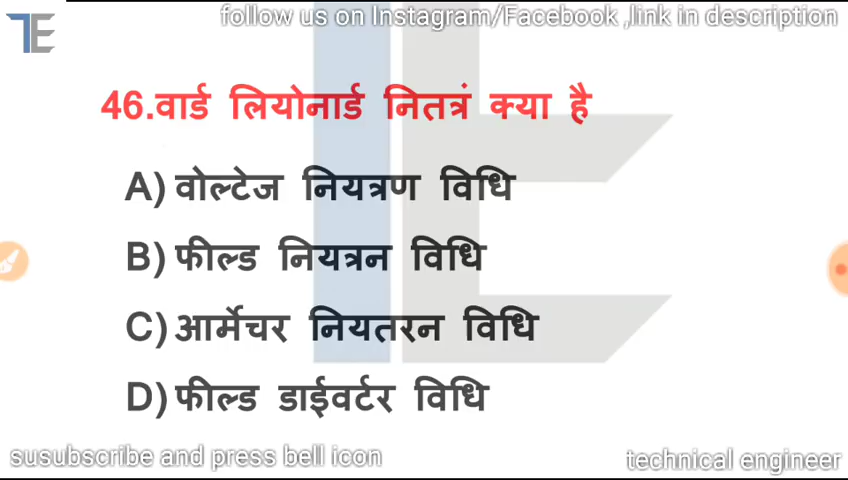 follow us on Instagram/Facebook ,link in description
TE
46.वार्ड लियोनार्ड नितत्रं क्या है
A) वोल्टेज नियत्रण विधि
B) फील्ड नियत्रन विधि
C) आर्मेचर नियतरन विधि
D) फील्ड डाईवर्टर विधि
susubscribe and press bell icon
technical engineer